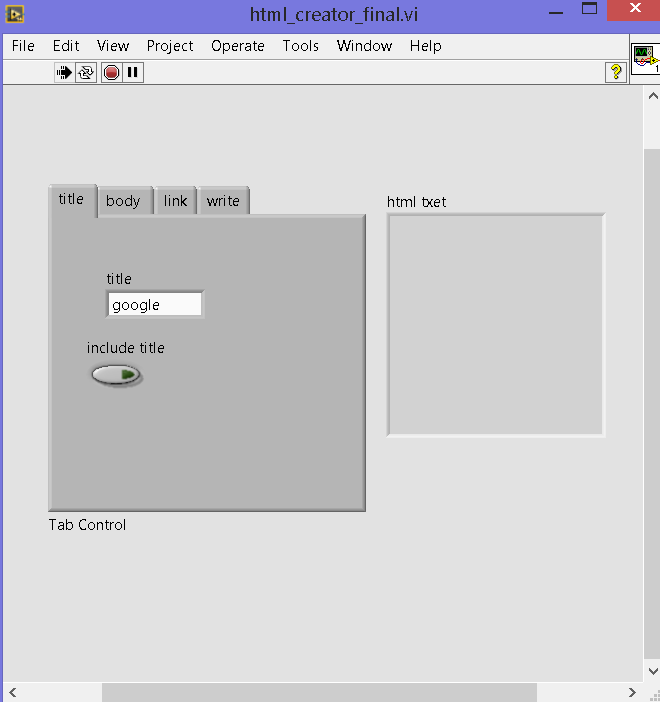 html_creator_final.vi
File Edit View Project Operate Tools Window Help
?
1
title body link write
html txet
title
google
include title
Tab Control